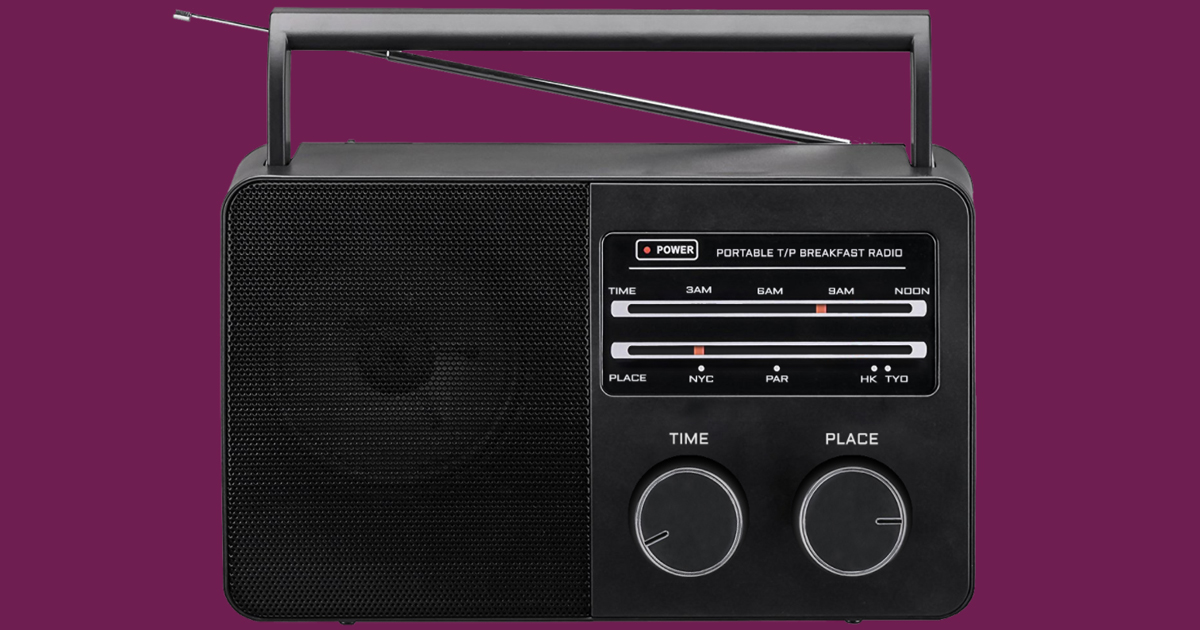 POWER
PORTABLE T/P BREAKFAST RADIO
TIME 3AM 6AM 9AM NOON
PLACE NYC PAR HK TYO
TIME PLACE